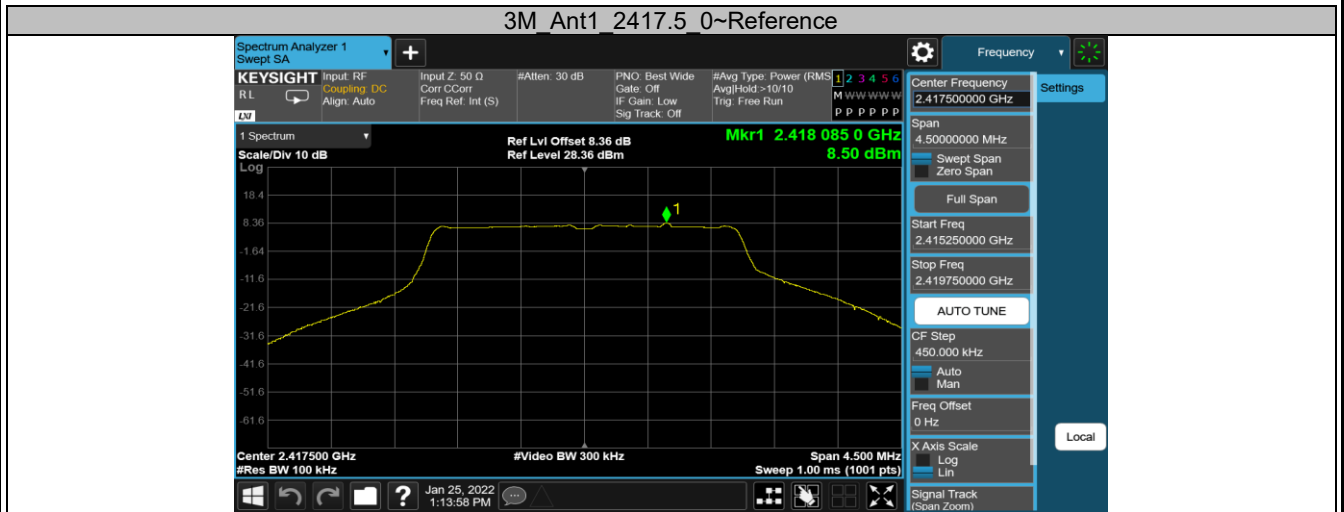 3M_Ant1_2417.5_0~Reference
Spectrum Analyzer 1
Swept SA
+
Frequency
KEYSIGHT
RL
LXI
Input: RF
Coupling: DC
Align: Auto
Input Z: 50 Ω
Corr CCorr
Freq Ref: Int (S)
#Atten: 30 dB
PNO: Best Wide
Gate: Off
IF Gain: Low
Sig Track: Off
#Avg Type: Power (RMS
Avg|Hold:>10/10
Trig: Free Run
1 2 3 4 5 6
M W W W W W
P P P P P P
1 Spectrum
Scale/Div 10 dB
Log
Ref Lvl Offset 8.36 dB
Ref Level 28.36 dBm
Mkr1 2.418 085 0 GHz
8.50 dBm
18.4
8.36
-1.64
-11.6
-21.6
-31.6
-41.6
-51.6
-61.6
1
Center 2.417500 GHz
#Res BW 100 kHz
#Video BW 300 kHz
Span 4.500 MHz
Sweep 1.00 ms (1001 pts)
?
Jan 25, 2022
1:13:58 PM
Center Frequency
2.417500000 GHz
Span
4.50000000 MHz
Swept Span
Zero Span
Full Span
Start Freq
2.415250000 GHz
Stop Freq
2.419750000 GHz
AUTO TUNE
CF Step
450.000 kHz
Auto
Man
Freq Offset
0 Hz
X Axis Scale
Log
Lin
Signal Track
(Span Zoom)
Settings
Local